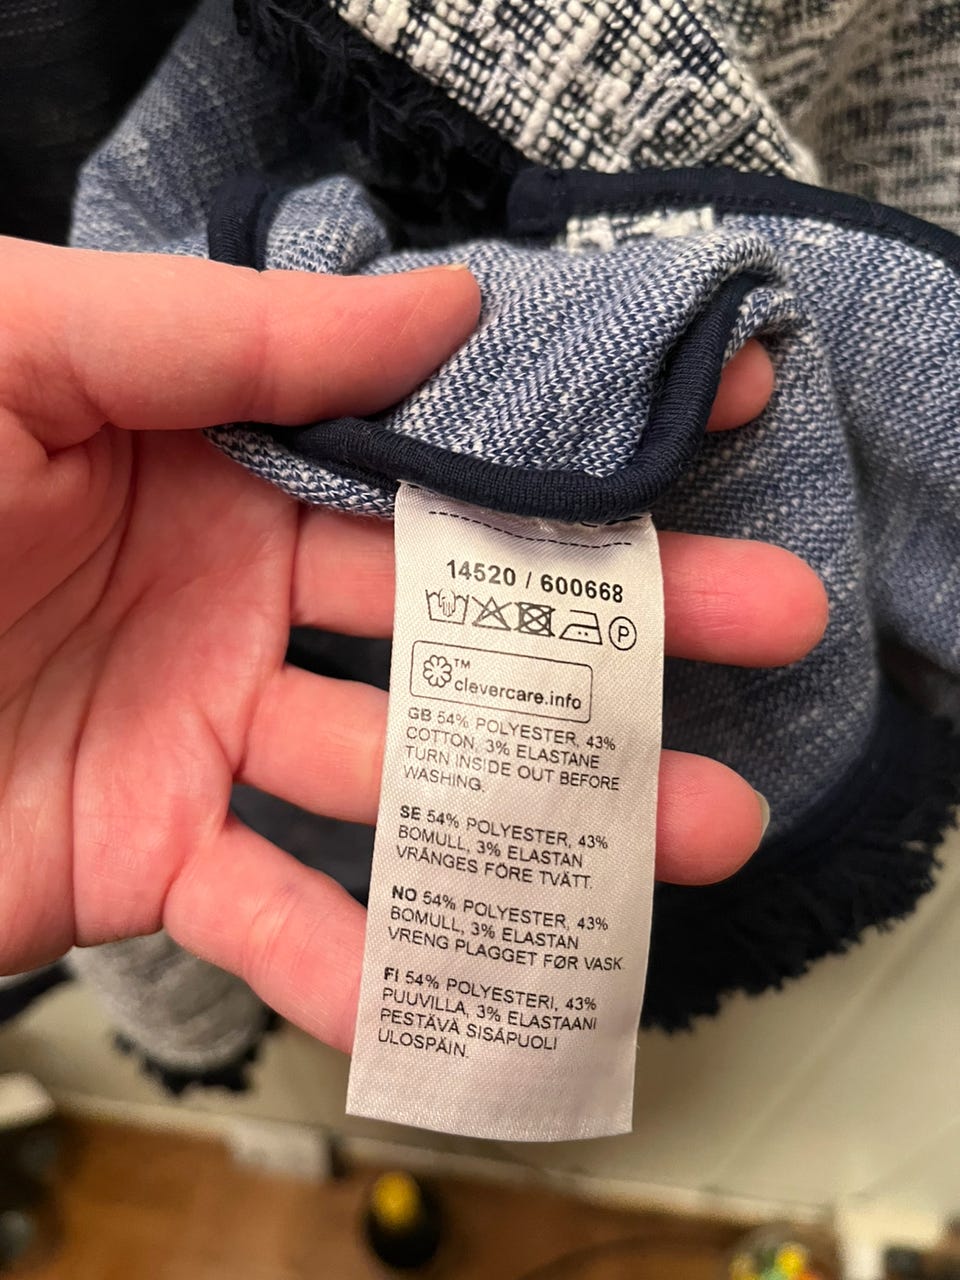 14520 / 600668
P
™
clevercare.info
GB 54% POLYESTER, 43%
COTTON, 3% ELASTANE
TURN INSIDE OUT BEFORE
WASHING.
SE 54% POLYESTER, 43%
BOMULL, 3% ELASTAN
VRÄNGES FÖRE TVÄTT.
NO 54% POLYESTER, 43%
BOMULL, 3% ELASTAN
VRENG PLAGGET FØR VASK.
FI 54% POLYESTERI, 43%
PUUVILLA, 3% ELASTAANI
PESTÄVÄ SISÄPUOLI
ULOSPÄIN.